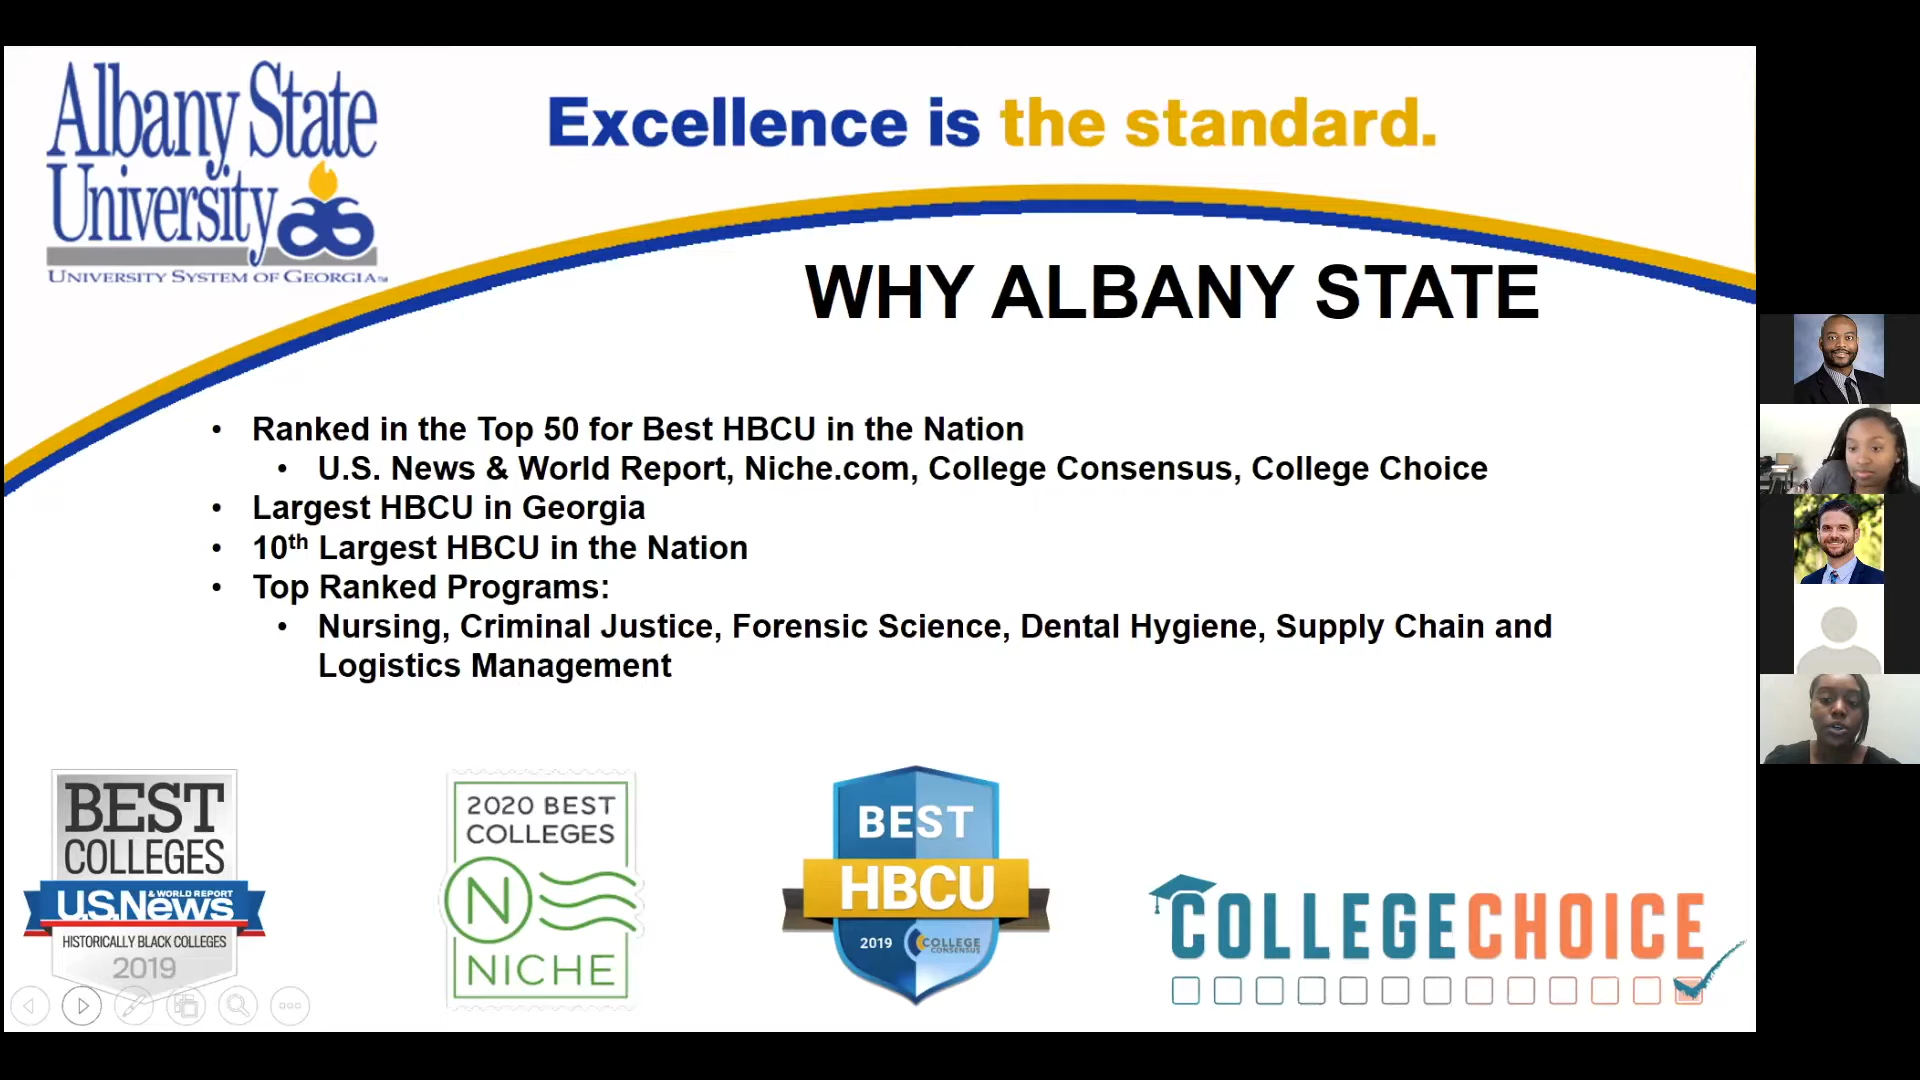 Albany State
University
UNIVERSITY SYSTEM OF GEORGIA™
Excellence is the standard.
WHY ALBANY STATE
• Ranked in the Top 50 for Best HBCU in the Nation
• U.S. News & World Report, Niche.com, College Consensus, College Choice
• Largest HBCU in Georgia
• 10th Largest HBCU in the Nation
• Top Ranked Programs:
• Nursing, Criminal Justice, Forensic Science, Dental Hygiene, Supply Chain and
Logistics Management
BEST
COLLEGES
U.S.News & WORLD REPORT
HISTORICALLY BLACK COLLEGES
2019
2020 BEST
COLLEGES
N
NICHE
BEST
HBCU
2019 COLLEGE
CONSENSUS
COLLEGECHOICE